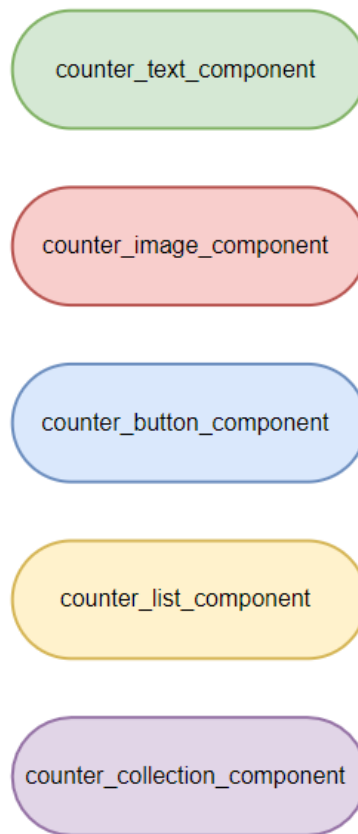 counter_text_component
counter_image_component
counter_button_component
counter_list_component
counter_collection_component